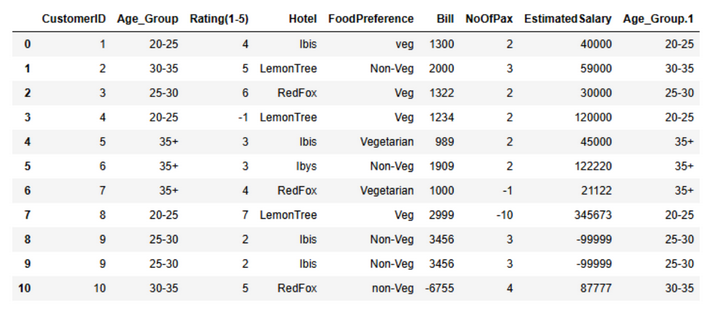 CustomerID Age_Group Rating(1-5) Hotel FoodPreference Bill NoOfPax EstimatedSalary Age_Group.1
0 1 20-25 4 Ibis veg 1300 2 40000 20-25
1 2 30-35 5 LemonTree Non-Veg 2000 3 59000 30-35
2 3 25-30 6 RedFox Veg 1322 2 30000 25-30
3 4 20-25 -1 LemonTree Veg 1234 2 120000 20-25
4 5 35+ 3 Ibis Vegetarian 989 2 45000 35+
5 6 35+ 3 Ibys Non-Veg 1909 2 122220 35+
6 7 35+ 4 RedFox Vegetarian 1000 -1 21122 35+
7 8 20-25 7 LemonTree Veg 2999 -10 345673 20-25
8 9 25-30 2 Ibis Non-Veg 3456 3 -99999 25-30
9 9 25-30 2 Ibis Non-Veg 3456 3 -99999 25-30
10 10 30-35 5 RedFox non-Veg -6755 4 87777 30-35